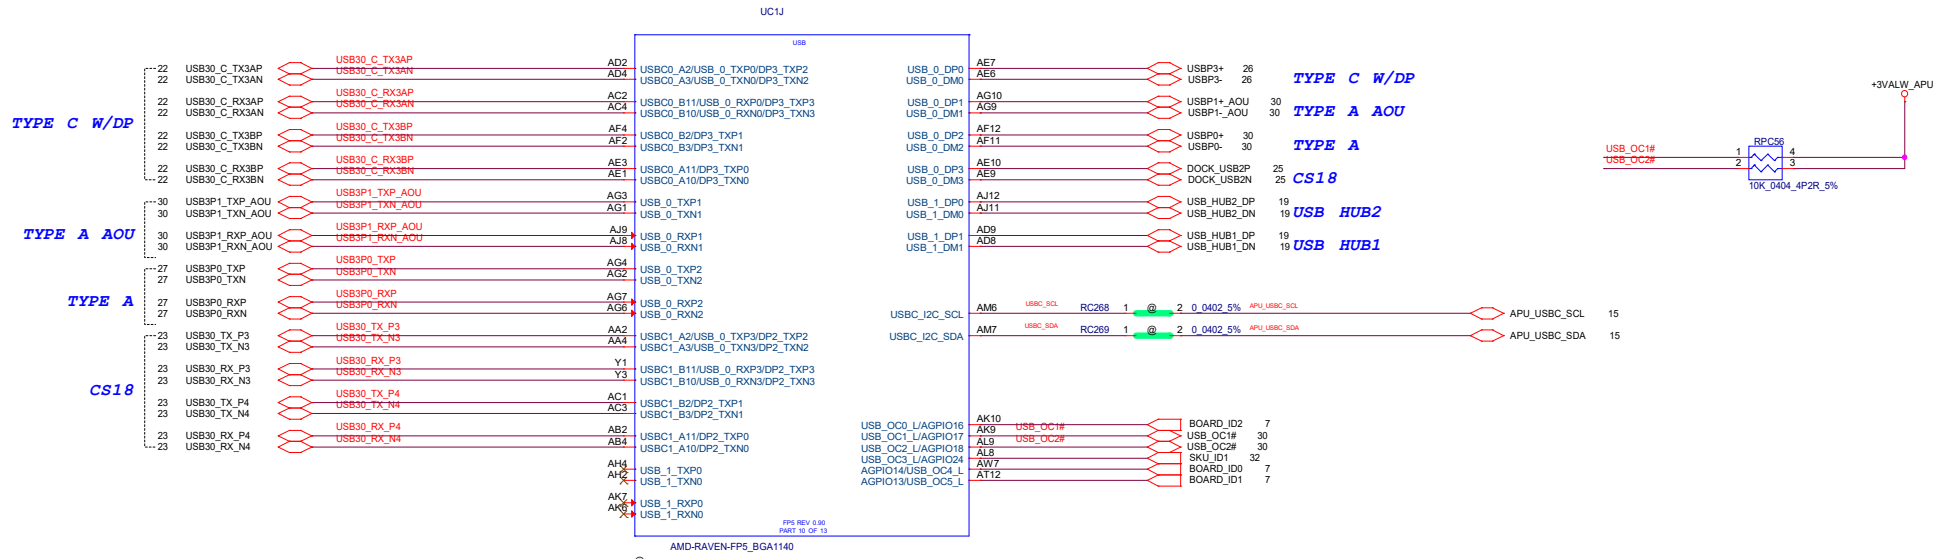 UC1J
USB
22 USB30_C_TX3AP USB30_C_TX3AP AD2 USBC0_A2/USB_0_TXP0/DP3_TXP2
22 USB30_C_TX3AN USB30_C_TX3AN AD4 USBC0_A3/USB_0_TXN0/DP3_TXN2
22 USB30_C_RX3AP USB30_C_RX3AP AC2 USBC0_B11/USB_0_RXP0/DP3_TXP3
22 USB30_C_RX3AN USB30_C_RX3AN AC4 USBC0_B10/USB_0_RXN0/DP3_TXN3
TYPE C W/DP
22 USB30_C_TX3BP USB30_C_TX3BP AF4 USBC0_B2/DP3_TXP1
22 USB30_C_TX3BN USB30_C_TX3BN AF2 USBC0_B3/DP3_TXN1
22 USB30_C_RX3BP USB30_C_RX3BP AE3 USBC0_A11/DP3_TXP0
22 USB30_C_RX3BN USB30_C_RX3BN AE1 USBC0_A10/DP3_TXN0
30 USB3P1_TXP_AOU USB3P1_TXP_AOU AG3 USB_0_TXP1
30 USB3P1_TXN_AOU USB3P1_TXN_AOU AG1 USB_0_TXN1
TYPE A AOU
30 USB3P1_RXP_AOU USB3P1_RXP_AOU AJ9 USB_0_RXP1
30 USB3P1_RXN_AOU USB3P1_RXN_AOU AJ8 USB_0_RXN1
27 USB3P0_TXP USB3P0_TXP AG4 USB_0_TXP2
27 USB3P0_TXN USB3P0_TXN AG2 USB_0_TXN2
TYPE A
27 USB3P0_RXP USB3P0_RXP AG7 USB_0_RXP2
27 USB3P0_RXN USB3P0_RXN AG6 USB_0_RXN2
23 USB30_TX_P3 USB30_TX_P3 AA2 USBC1_A2/USB_0_TXP3/DP2_TXP2
23 USB30_TX_N3 USB30_TX_N3 AA4 USBC1_A3/USB_0_TXN3/DP2_TXN2
23 USB30_RX_P3 USB30_RX_P3 Y1 USBC1_B11/USB_0_RXP3/DP2_TXP3
23 USB30_RX_N3 USB30_RX_N3 Y3 USBC1_B10/USB_0_RXN3/DP2_TXN3
CS18
23 USB30_TX_P4 USB30_TX_P4 AC1 USBC1_B2/DP2_TXP1
23 USB30_TX_N4 USB30_TX_N4 AC3 USBC1_B3/DP2_TXN1
23 USB30_RX_P4 USB30_RX_P4 AB2 USBC1_A11/DP2_TXP0
23 USB30_RX_N4 USB30_RX_N4 AB4 USBC1_A10/DP2_TXN0
AH4 USB_1_TXP0
AH2 USB_1_TXN0
AK7 USB_1_RXP0
AK6 USB_1_RXN0
USB_0_DP0 AE7 USBP3+ 26
USB_0_DM0 AE6 USBP3- 26
TYPE C W/DP
USB_0_DP1 AG10 USBP1+_AOU 30
USB_0_DM1 AG9 USBP1-_AOU 30
TYPE A AOU
USB_0_DP2 AF12 USBP0+ 30
USB_0_DM2 AF11 USBP0- 30
TYPE A
USB_0_DP3 AE10 DOCK_USB2P 25
USB_0_DM3 AE9 DOCK_USB2N 25
CS18
USB_1_DP0 AJ12 USB_HUB2_DP 19
USB_1_DM0 AJ11 USB_HUB2_DN 19
USB HUB2
USB_1_DP1 AD9 USB_HUB1_DP 19
USB_1_DM1 AD8 USB_HUB1_DN 19
USB HUB1
USBC_I2C_SCL AM6 USBC_SCL RC268 1 @ 2 0_0402_5% APU_USBC_SCL APU_USBC_SCL 15
USBC_I2C_SDA AM7 USBC_SDA RC269 1 @ 2 0_0402_5% APU_USBC_SDA APU_USBC_SDA 15
USB_OC0_L/AGPIO16 AK10 BOARD_ID2 7
USB_OC1_L/AGPIO17 AK9 USB_OC1# USB_OC1# 30
USB_OC2_L/AGPIO18 AL9 USB_OC2# USB_OC2# 30
USB_OC3_L/AGPIO24 AL8 SKU_ID1 32
AGPIO14/USB_OC4_L AW7 BOARD_ID0 7
AGPIO13/USB_OC5_L AT12 BOARD_ID1 7
FP5 REV 0.90
PART 10 OF 13
AMD-RAVEN-FP5_BGA1140
+3VALW_APU
RPC56
USB_OC1# 1 4
USB_OC2# 2 3
10K_0404_4P2R_5%